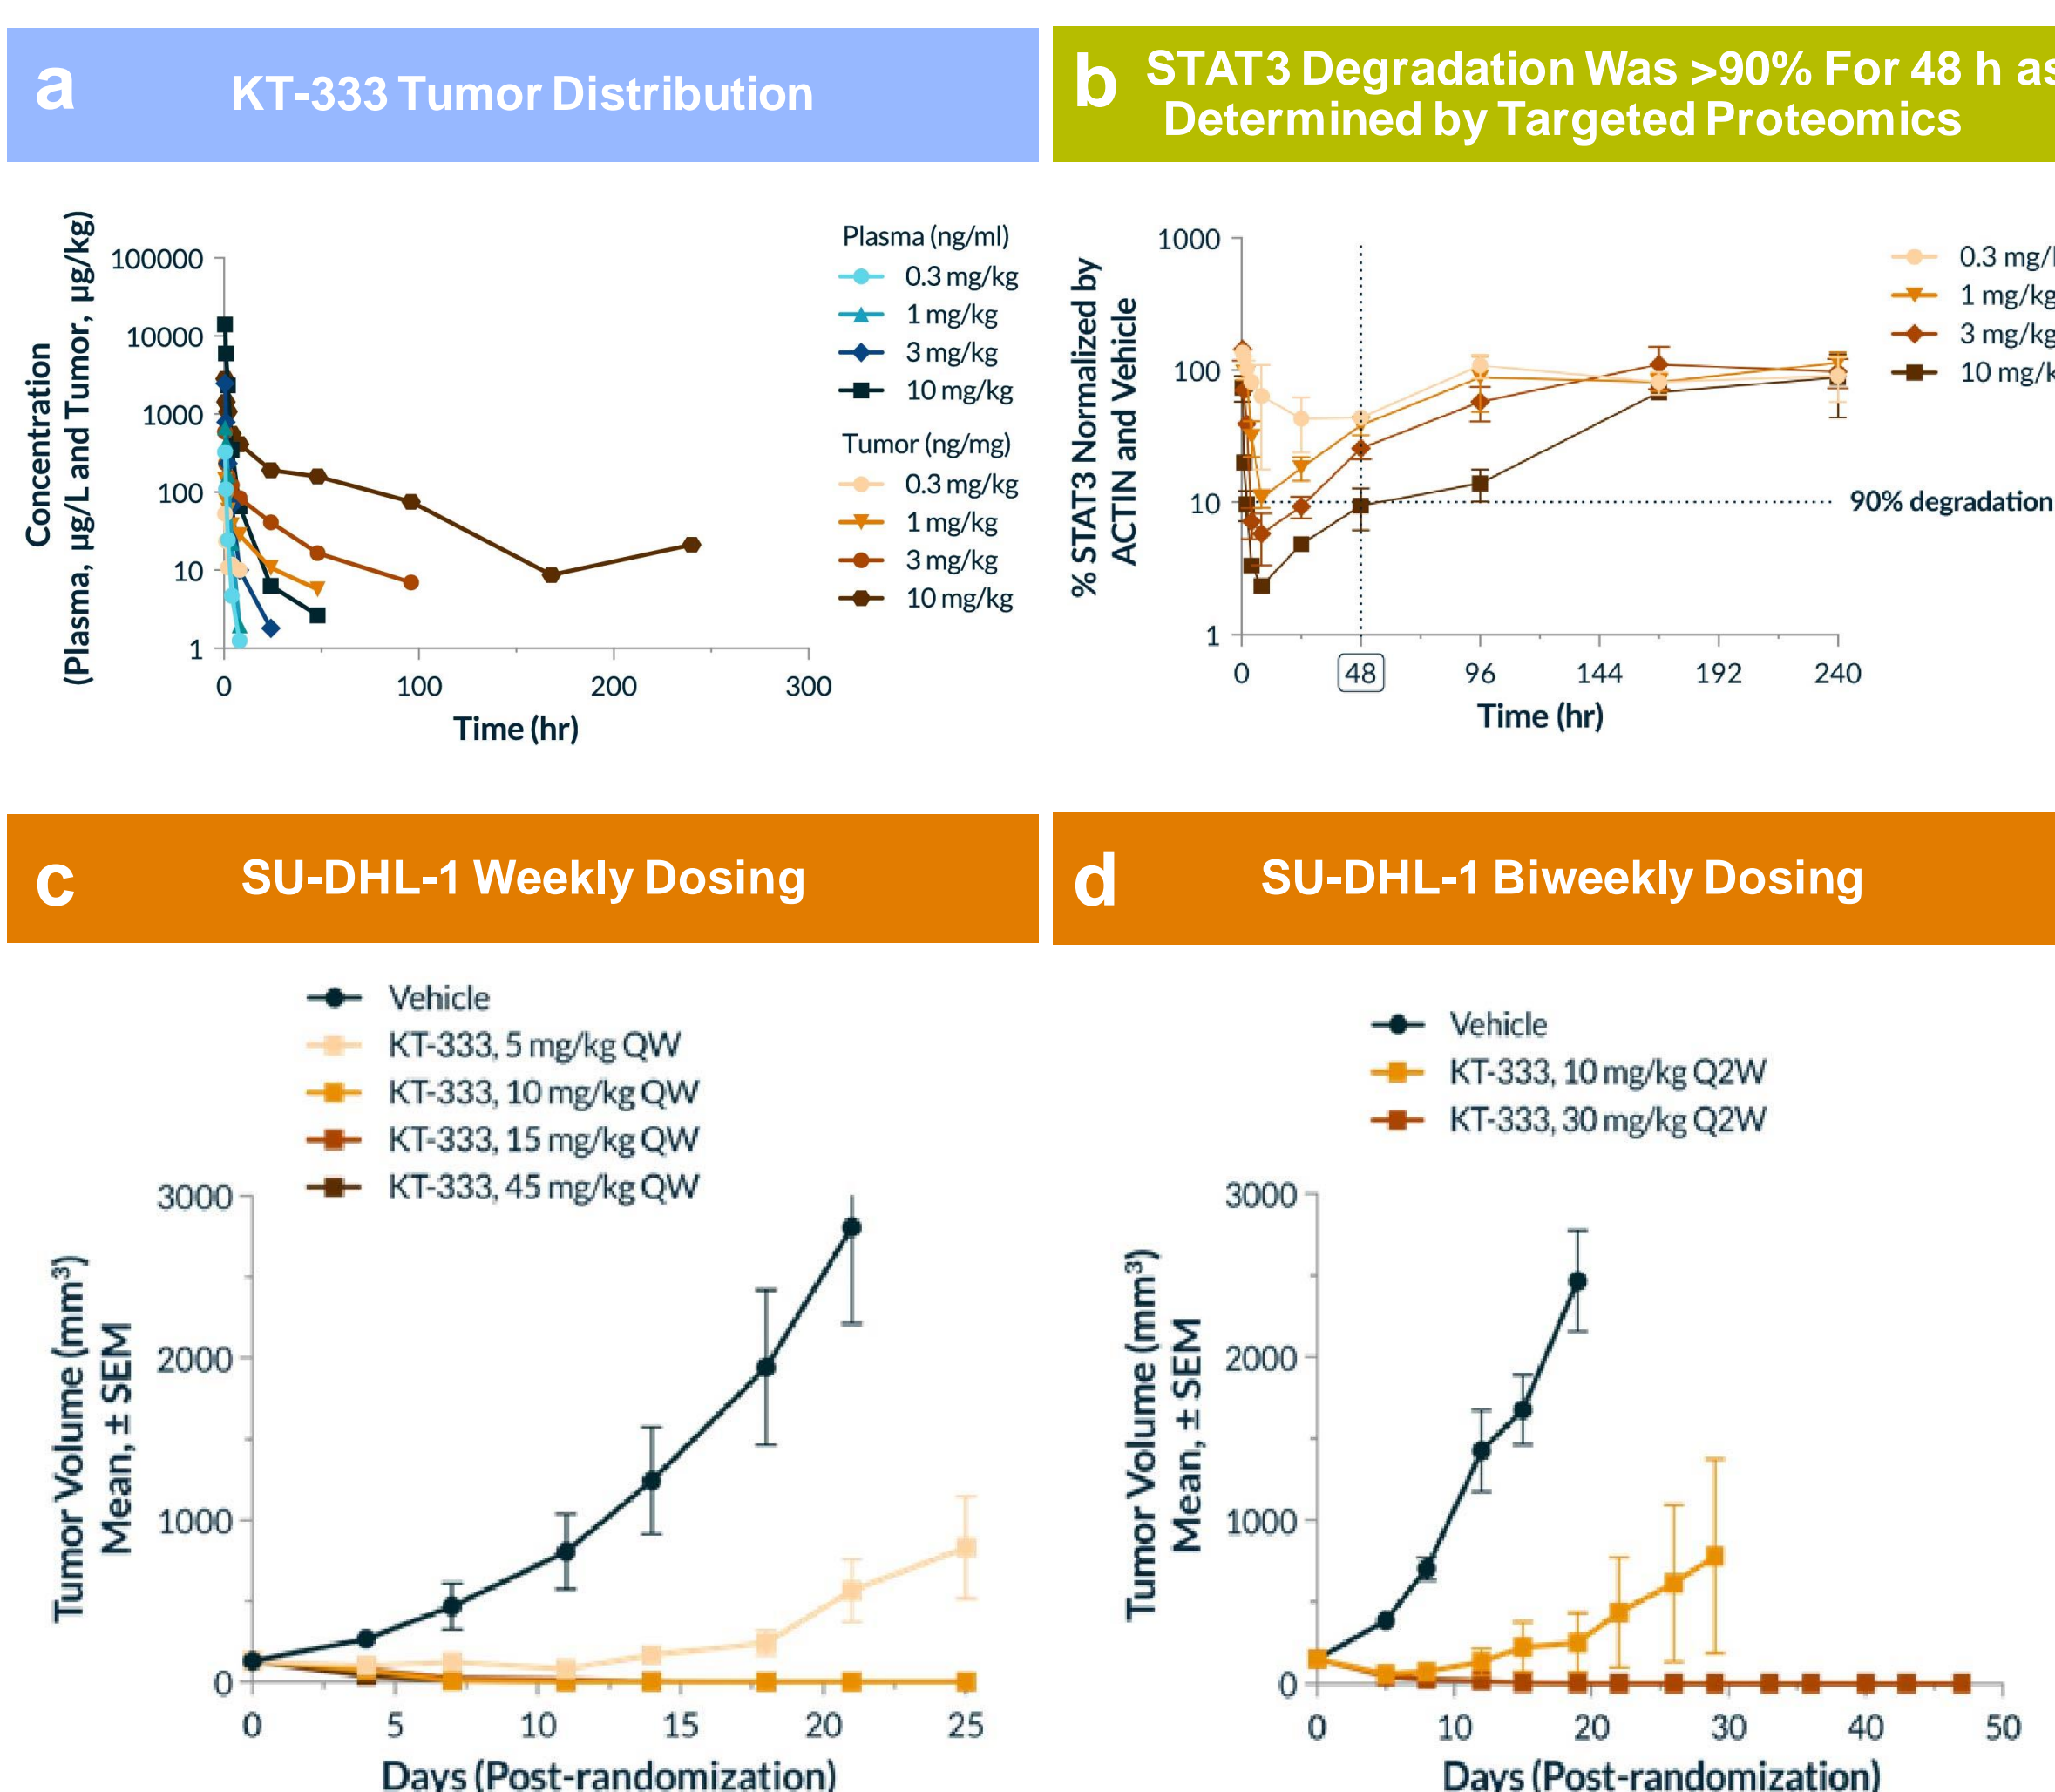 a
KT-333 Tumor Distribution
Concentration
(Plasma, µg/L and Tumor, µg/kg)
100000
10000
1000
100
10
1
0
100
200
300
Time (hr)
Plasma (ng/ml)
0.3 mg/kg
1 mg/kg
3 mg/kg
10 mg/kg
Tumor (ng/mg)
0.3 mg/kg
1 mg/kg
3 mg/kg
10 mg/kg
b
STAT3 Degradation Was >90% For 48 h as
Determined by Targeted Proteomics
% STAT3 Normalized by
ACTIN and Vehicle
1000
100
10
1
0
48
96
144
192
240
Time (hr)
0.3 mg/
1 mg/kg
3 mg/kg
10 mg/k
90% degradation
c
SU-DHL-1 Weekly Dosing
Vehicle
KT-333, 5 mg/kg QW
KT-333, 10 mg/kg QW
KT-333, 15 mg/kg QW
KT-333, 45 mg/kg QW
Tumor Volume (mm³)
Mean, ± SEM
3000
2000
1000
0
0
5
10
15
20
25
Days (Post-randomization)
d
SU-DHL-1 Biweekly Dosing
Vehicle
KT-333, 10 mg/kg Q2W
KT-333, 30 mg/kg Q2W
Tumor Volume (mm³)
Mean, ± SEM
3000
2000
1000
0
0
10
20
30
40
50
Days (Post-randomization)